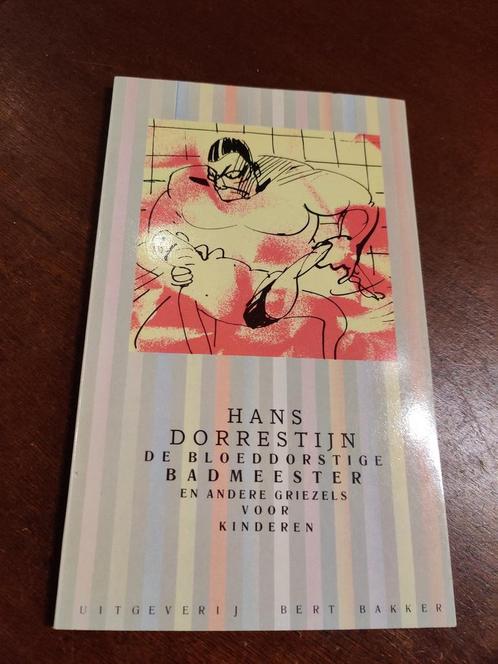 HANS
DORRESTIJN
DE BLOEDDORSTIGE
BADMEESTER
EN ANDERE GRIEZELS
VOOR
KINDEREN
UITGEVERIJ BERT BAKKER